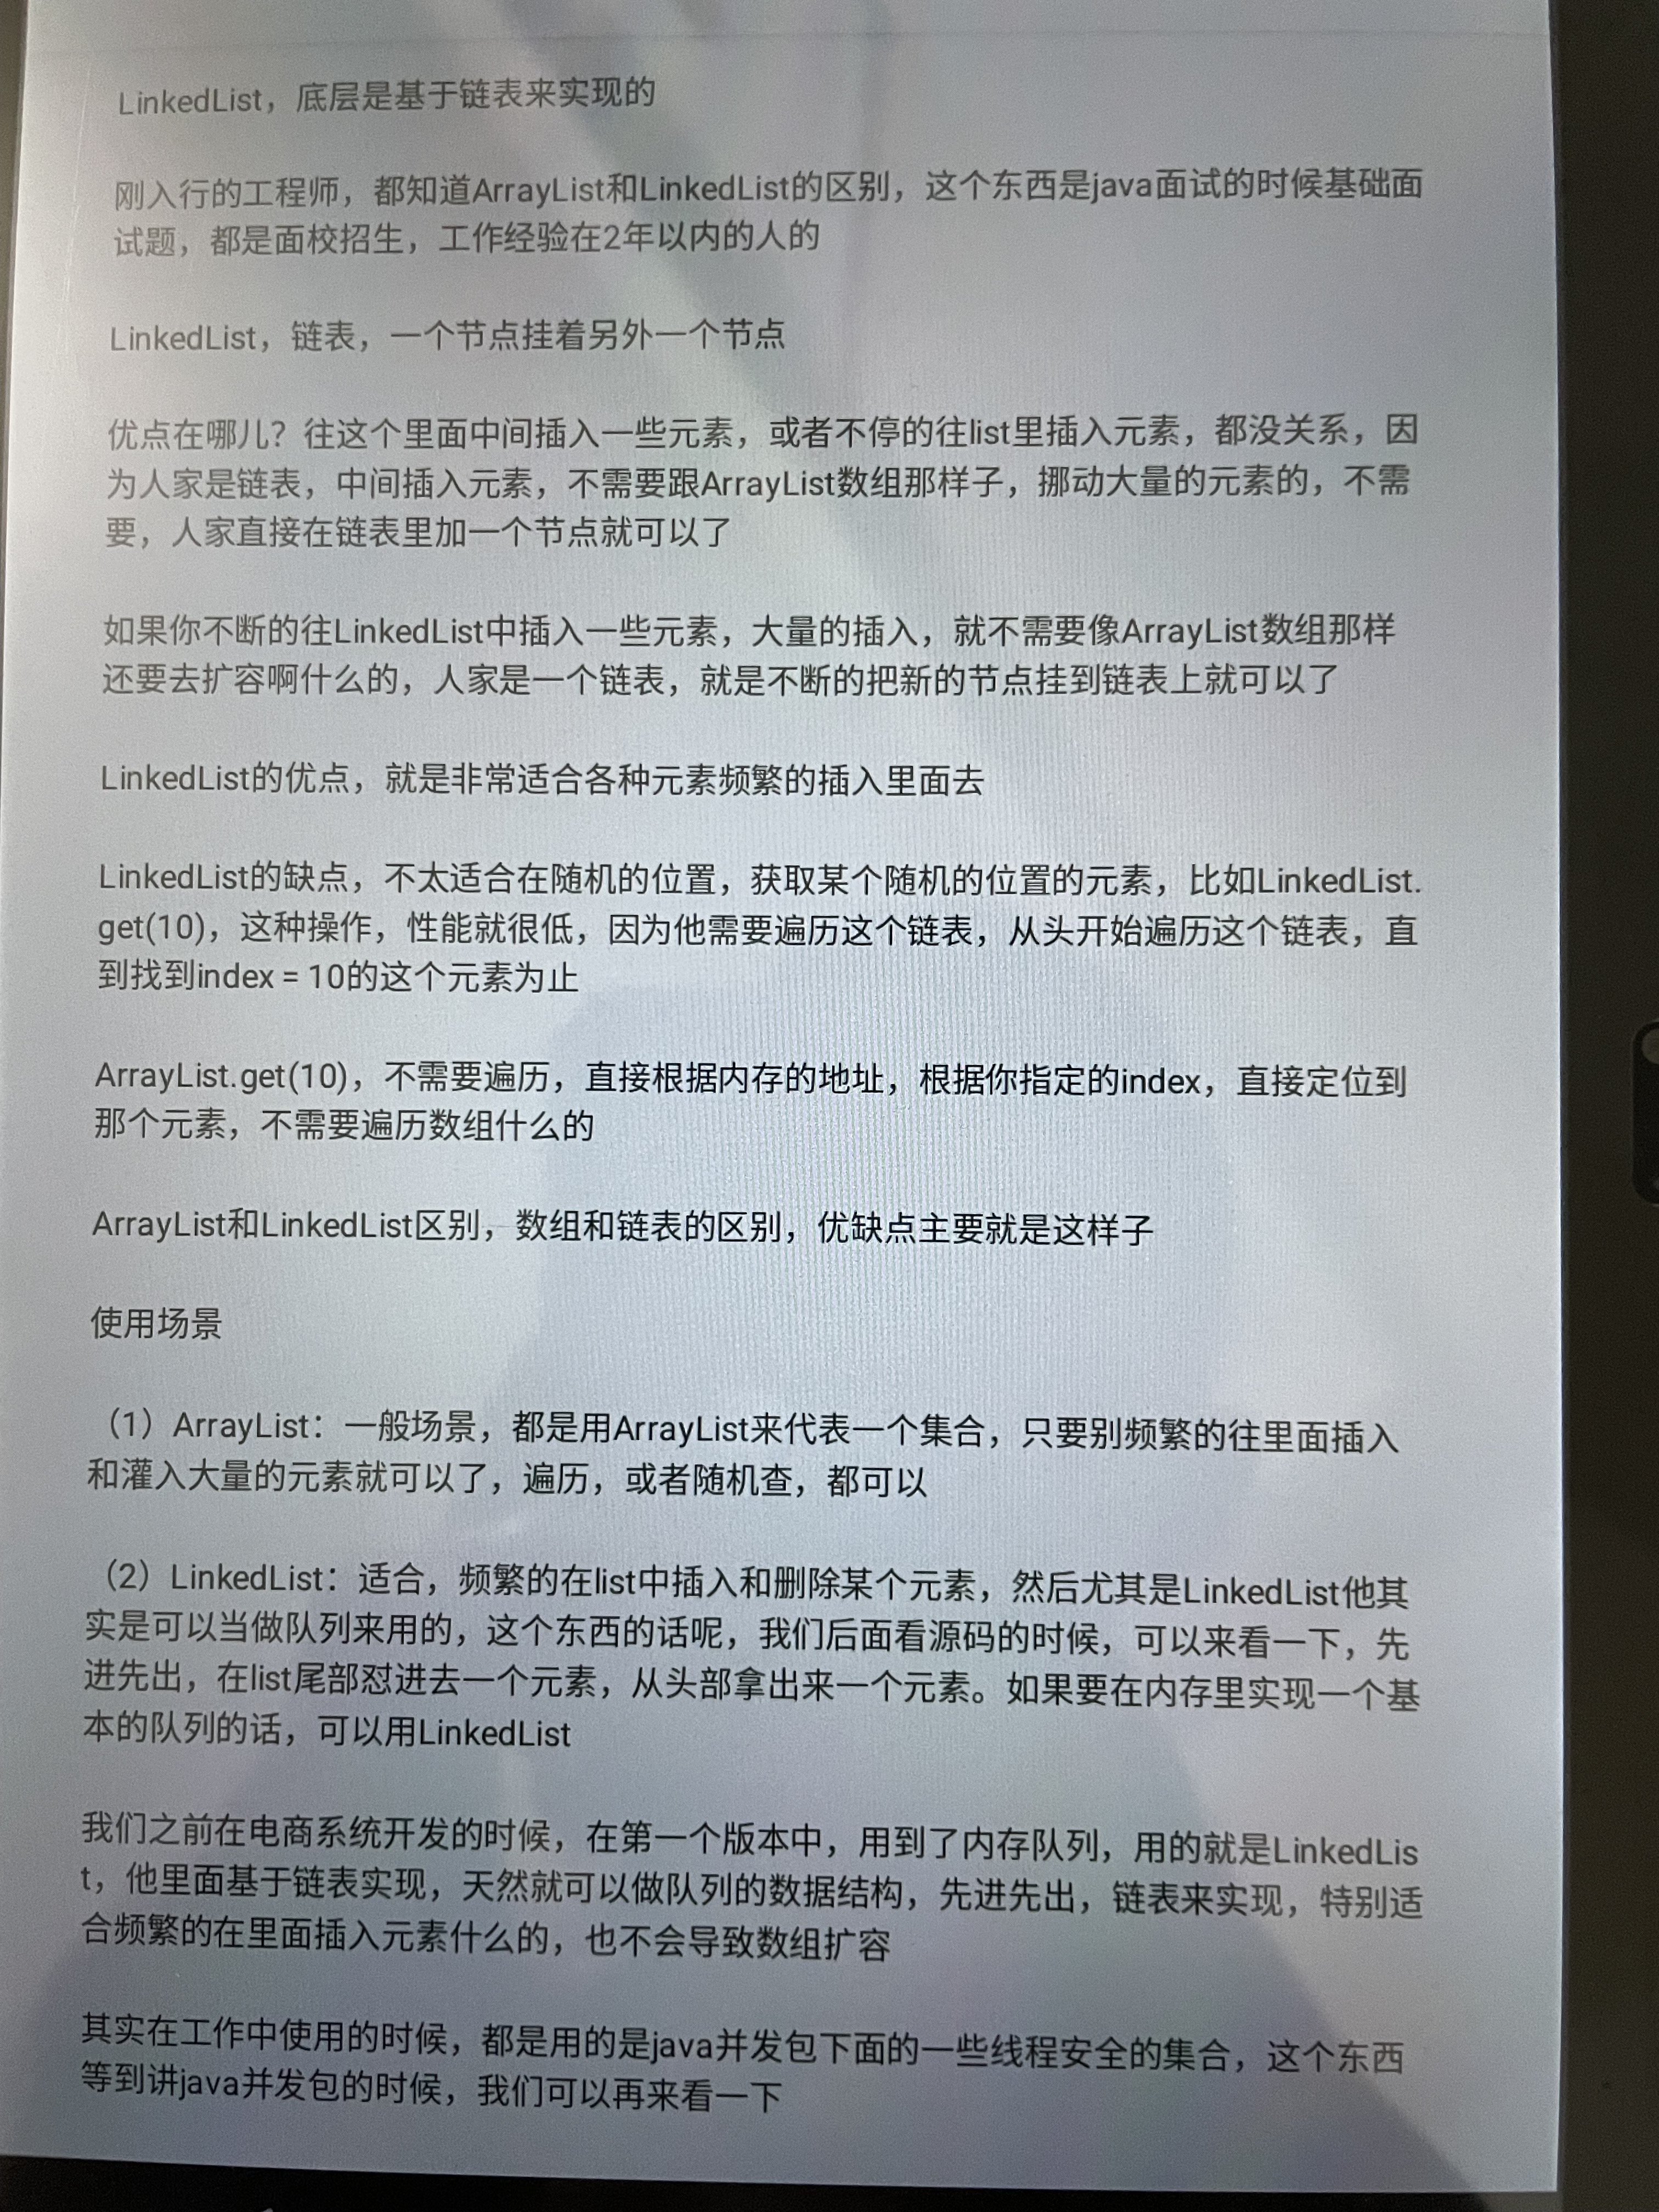 LinkedList，底层是基于链表来实现的
刚入行的工程师，都知道ArrayList和LinkedList的区别，这个东西是java面试的时候基础面
试题，都是面校招生，工作经验在2年以内的人的
LinkedList，链表，一个节点挂着另外一个节点
优点在哪儿？往这个里面中间插入一些元素，或者不停的往list里插入元素，都没关系，因
为人家是链表，中间插入元素，不需要跟ArrayList数组那样子，挪动大量的元素的，不需
要，人家直接在链表里加一个节点就可以了
如果你不断的往LinkedList中插入一些元素，大量的插入，就不需要像ArrayList数组那样
还要去扩容啊什么的，人家是一个链表，就是不断的把新的节点挂到链表上就可以了
LinkedList的优点，就是非常适合各种元素频繁的插入里面去
LinkedList的缺点，不太适合在随机的位置，获取某个随机的位置的元素，比如LinkedList.
get(10)，这种操作，性能就很低，因为他需要遍历这个链表，从头开始遍历这个链表，直
到找到index = 10的这个元素为止
ArrayList.get(10)，不需要遍历，直接根据内存的地址，根据你指定的index，直接定位到
那个元素，不需要遍历数组什么的
ArrayList和LinkedList区别，数组和链表的区别，优缺点主要就是这样子
使用场景
（1）ArrayList：一般场景，都是用ArrayList来代表一个集合，只要别频繁的往里面插入
和灌入大量的元素就可以了，遍历，或者随机查，都可以
（2）LinkedList：适合，频繁的在list中插入和删除某个元素，然后尤其是LinkedList他其
实是可以当做队列来用的，这个东西的话呢，我们后面看源码的时候，可以来看一下，先
进先出，在list尾部怼进去一个元素，从头部拿出来一个元素。如果要在内存里实现一个基
本的队列的话，可以用LinkedList
我们之前在电商系统开发的时候，在第一个版本中，用到了内存队列，用的就是LinkedLis
t，他里面基于链表实现，天然就可以做队列的数据结构，先进先出，链表来实现，特别适
合频繁的在里面插入元素什么的，也不会导致数组扩容
其实在工作中使用的时候，都是用的是java并发包下面的一些线程安全的集合，这个东西
等到讲java并发包的时候，我们可以再来看一下